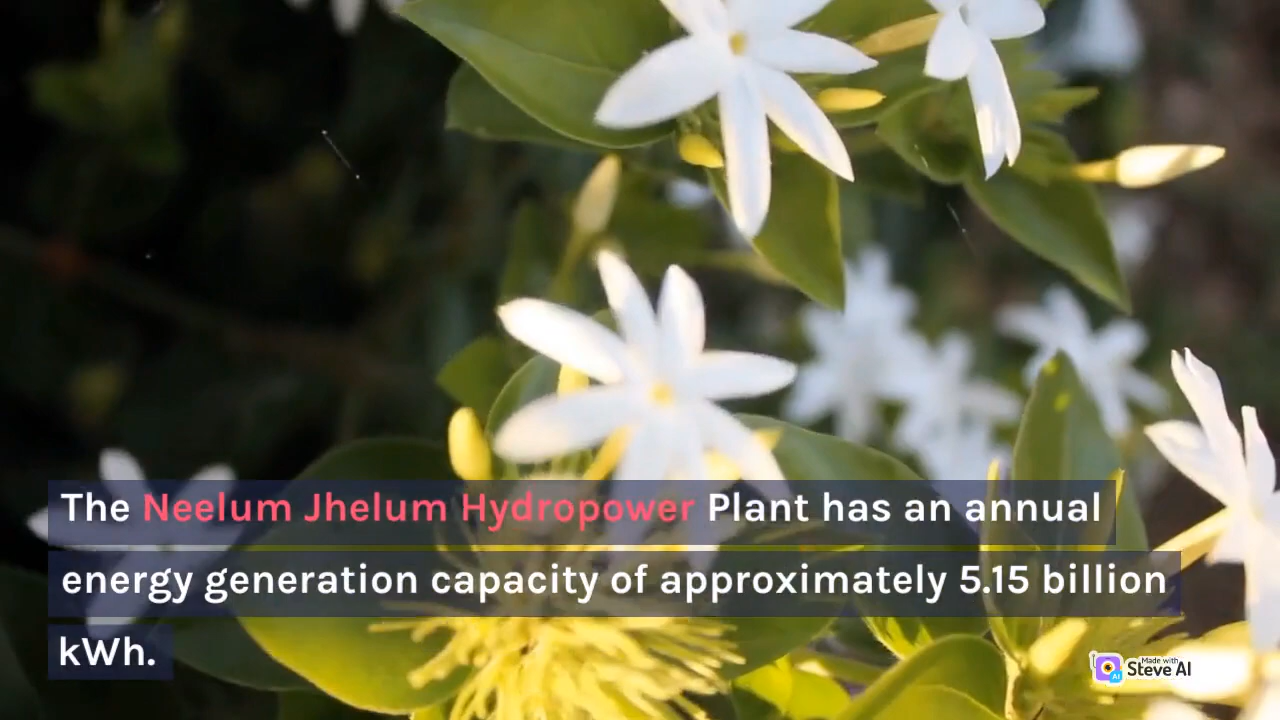 The Neelum Jhelum Hydropower Plant has an annual
energy generation capacity of approximately 5.15 billion
kWh.
Made with
Steve AI
AI